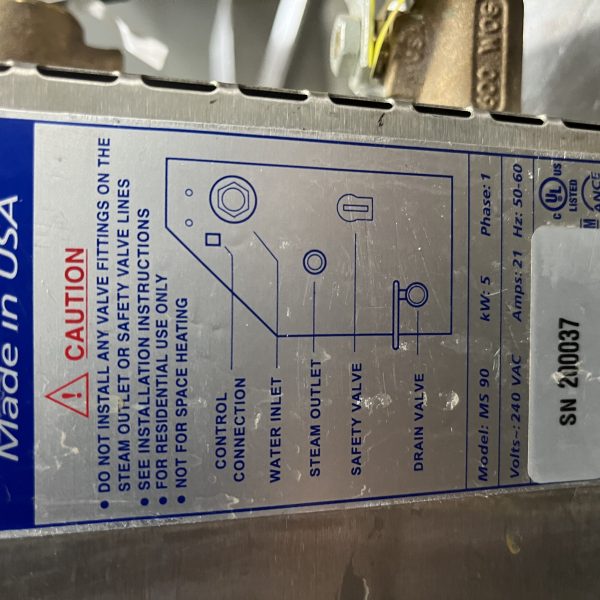 Made in USA
CAUTION
• DO NOT INSTALL ANY VALVE FITTINGS ON THE
STEAM OUTLET OR SAFETY VALVE LINES
• SEE INSTALLATION INSTRUCTIONS
• FOR RESIDENTIAL USE ONLY
• NOT FOR SPACE HEATING
CONTROL
CONNECTION
WATER INLET
STEAM OUTLET
SAFETY VALVE
DRAIN VALVE
Model: MS 90 kW: 5 Phase: 1
Volts~: 240 VAC Amps: 21 Hz: 50-60
C UL US
LISTED
SN 200037